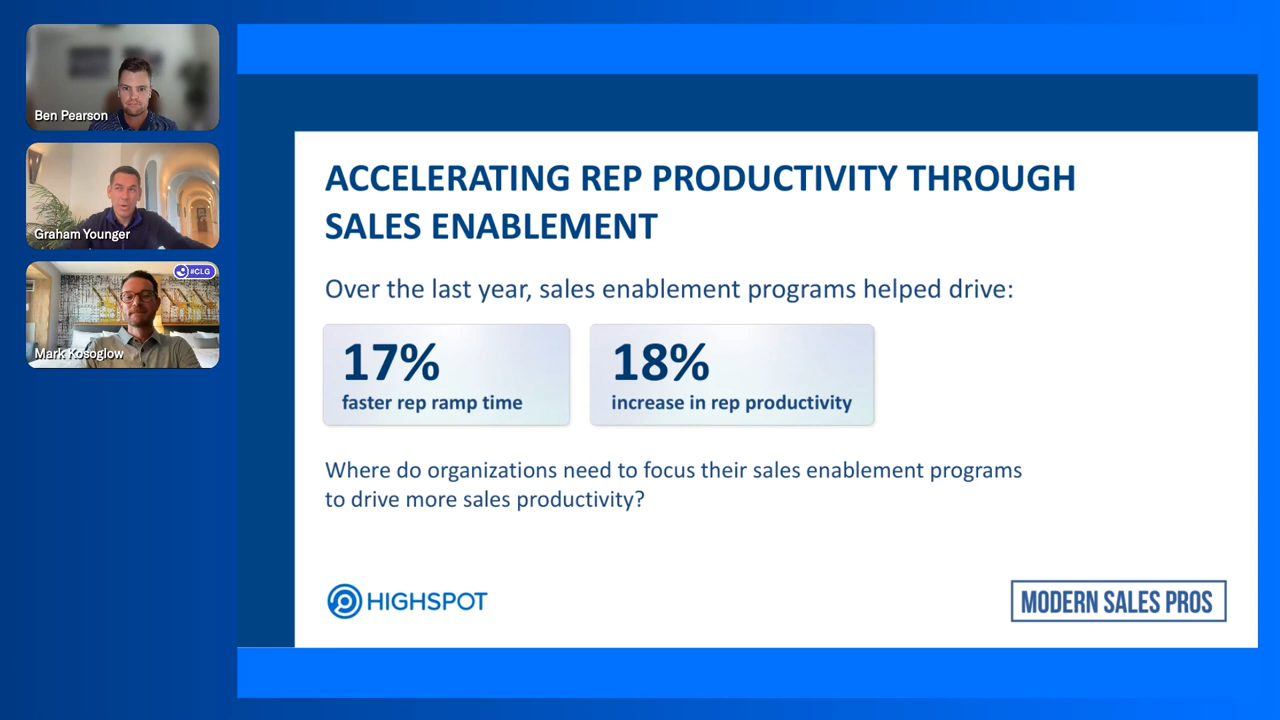 Ben Pearson
Graham Younger
#CLG
Mark Kosoglow
ACCELERATING REP PRODUCTIVITY THROUGH
SALES ENABLEMENT
Over the last year, sales enablement programs helped drive:
17%
faster rep ramp time
18%
increase in rep productivity
Where do organizations need to focus their sales enablement programs
to drive more sales productivity?
HIGHSPOT
MODERN SALES PROS